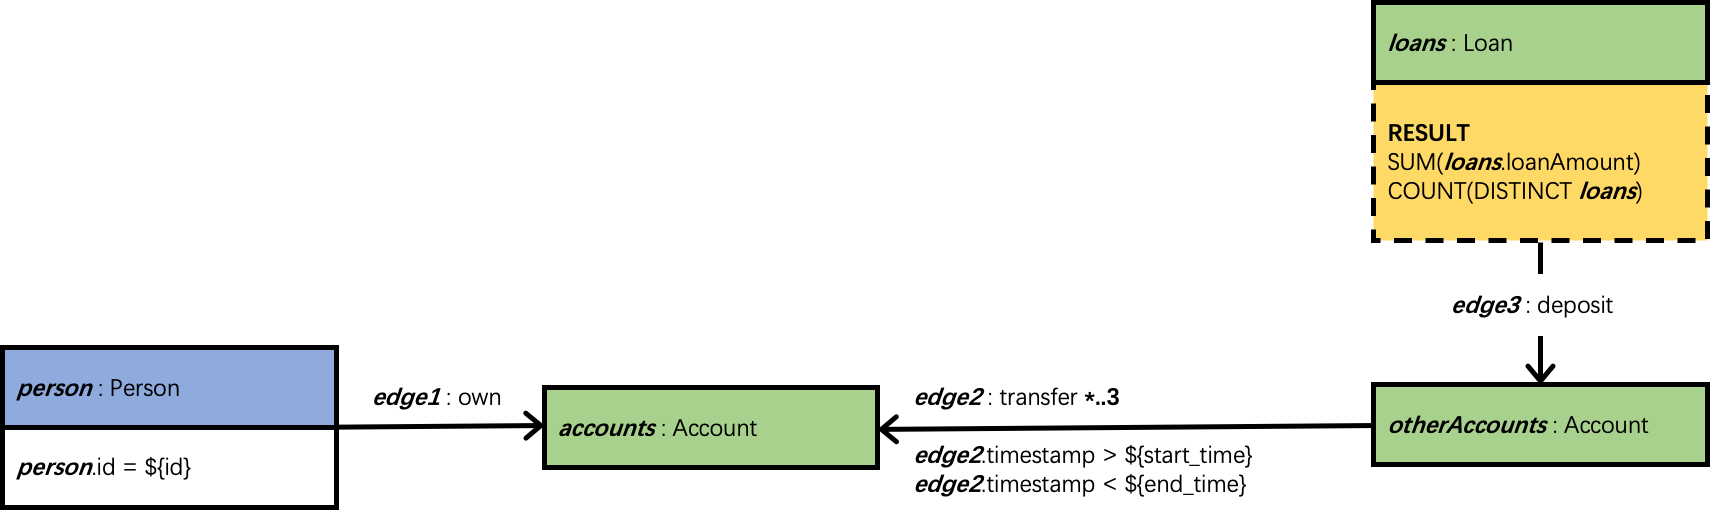 loans : Loan
RESULT
SUM(loans.loanAmount)
COUNT(DISTINCT loans)
edge3 : deposit
person : Person
person.id = ${id}
edge1 : own
accounts : Account
edge2 : transfer *..3
edge2.timestamp > ${start_time}
edge2.timestamp < ${end_time}
otherAccounts : Account